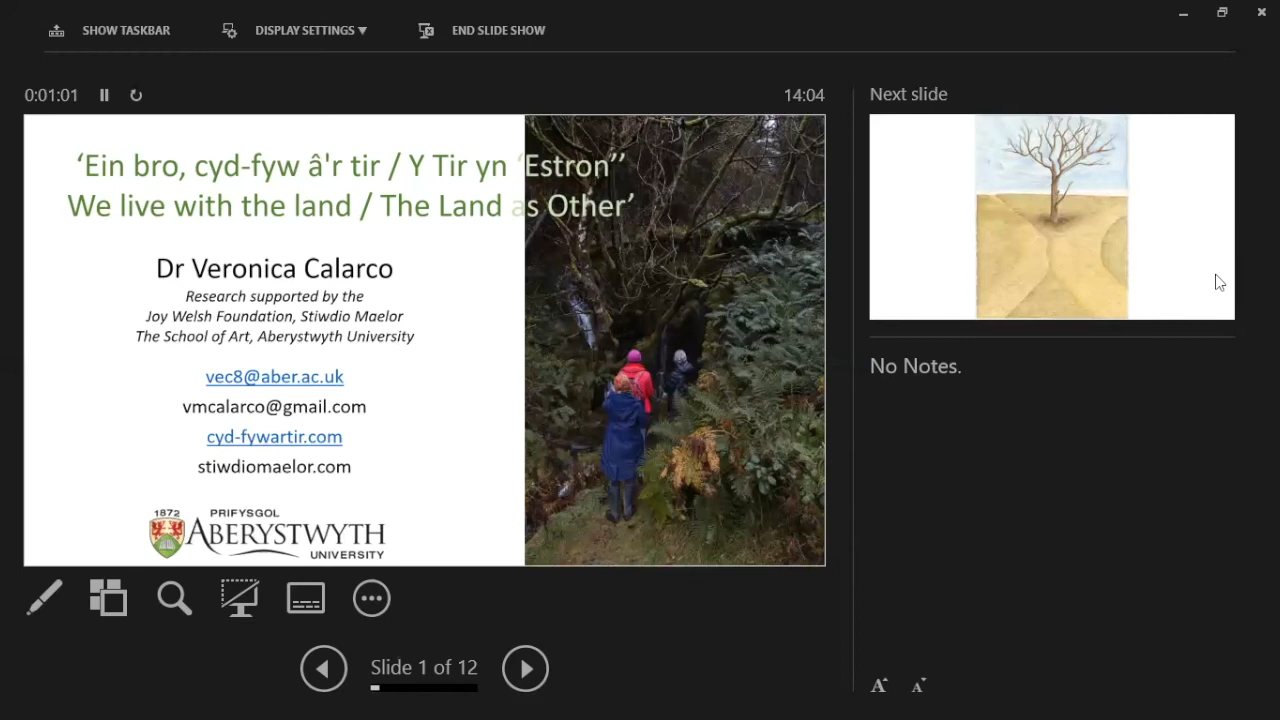 SHOW TASKBAR
DISPLAY SETTINGS ▼
END SLIDE SHOW
0:01:01
14:04
‘Ein bro, cyd-fyw â'r tir / Y Tir yn ‘Estron’’
We live with the land / The Land as Other’
Dr Veronica Calarco
Research supported by the
Joy Welsh Foundation, Stiwdio Maelor
The School of Art, Aberystwyth University
vec8@aber.ac.uk
vmcalarco@gmail.com
cyd-fywartir.com
stiwdiomaelor.com
1872 PRIFYSGOL
ABERYSTWYTH
UNIVERSITY
Slide 1 of 12
Next slide
No Notes.
A A